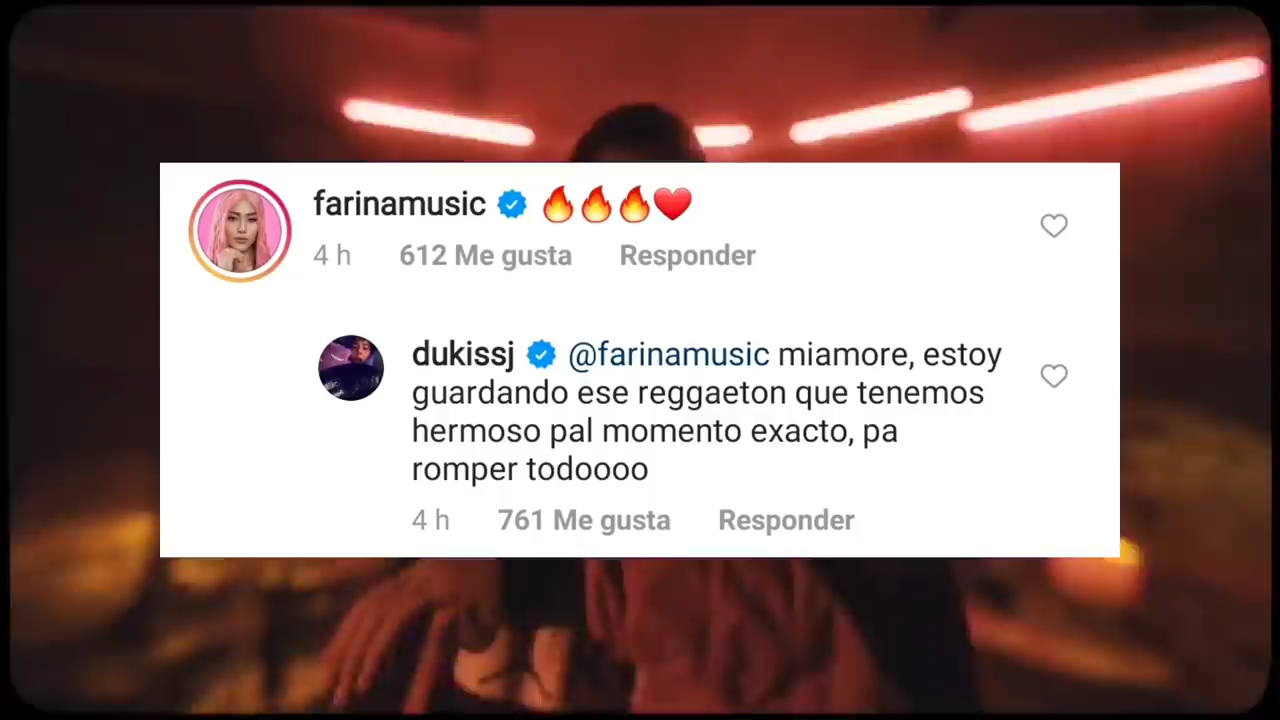 farinamusic 🔥🔥🔥❤️
4 h 612 Me gusta Responder
dukissj @farinamusic miamore, estoy
guardando ese reggaeton que tenemos
hermoso pal momento exacto, pa
romper todoooo
4 h 761 Me gusta Responder